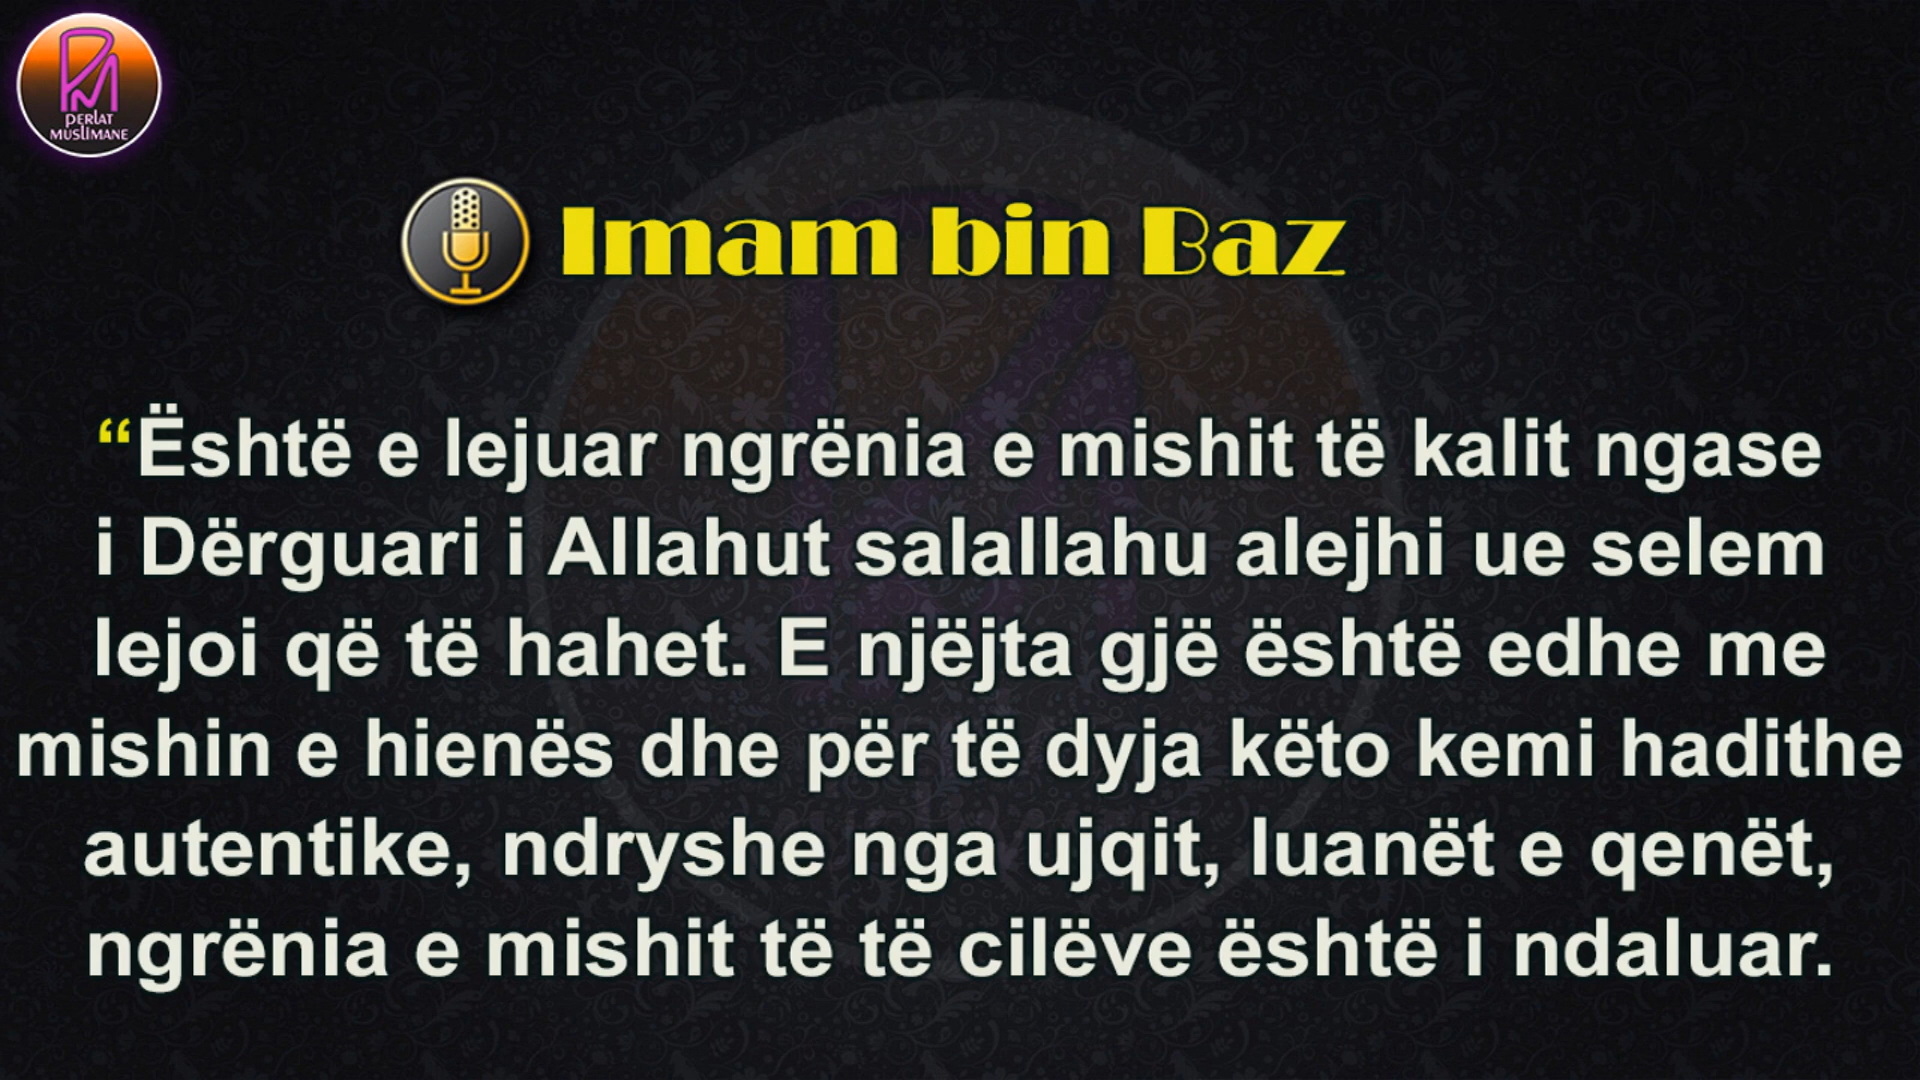 PERLAT
MUSLIMANE
Imam bin Baz
“Është e lejuar ngrënia e mishit të kalit ngase
i Dërguari i Allahut salallahu alejhi ue selem
lejoi që të hahet. E njëjta gjë është edhe me
mishin e hienës dhe për të dyja këto kemi hadithe
autentike, ndryshe nga ujqit, luanët e qenët,
ngrënia e mishit të të cilëve është i ndaluar.